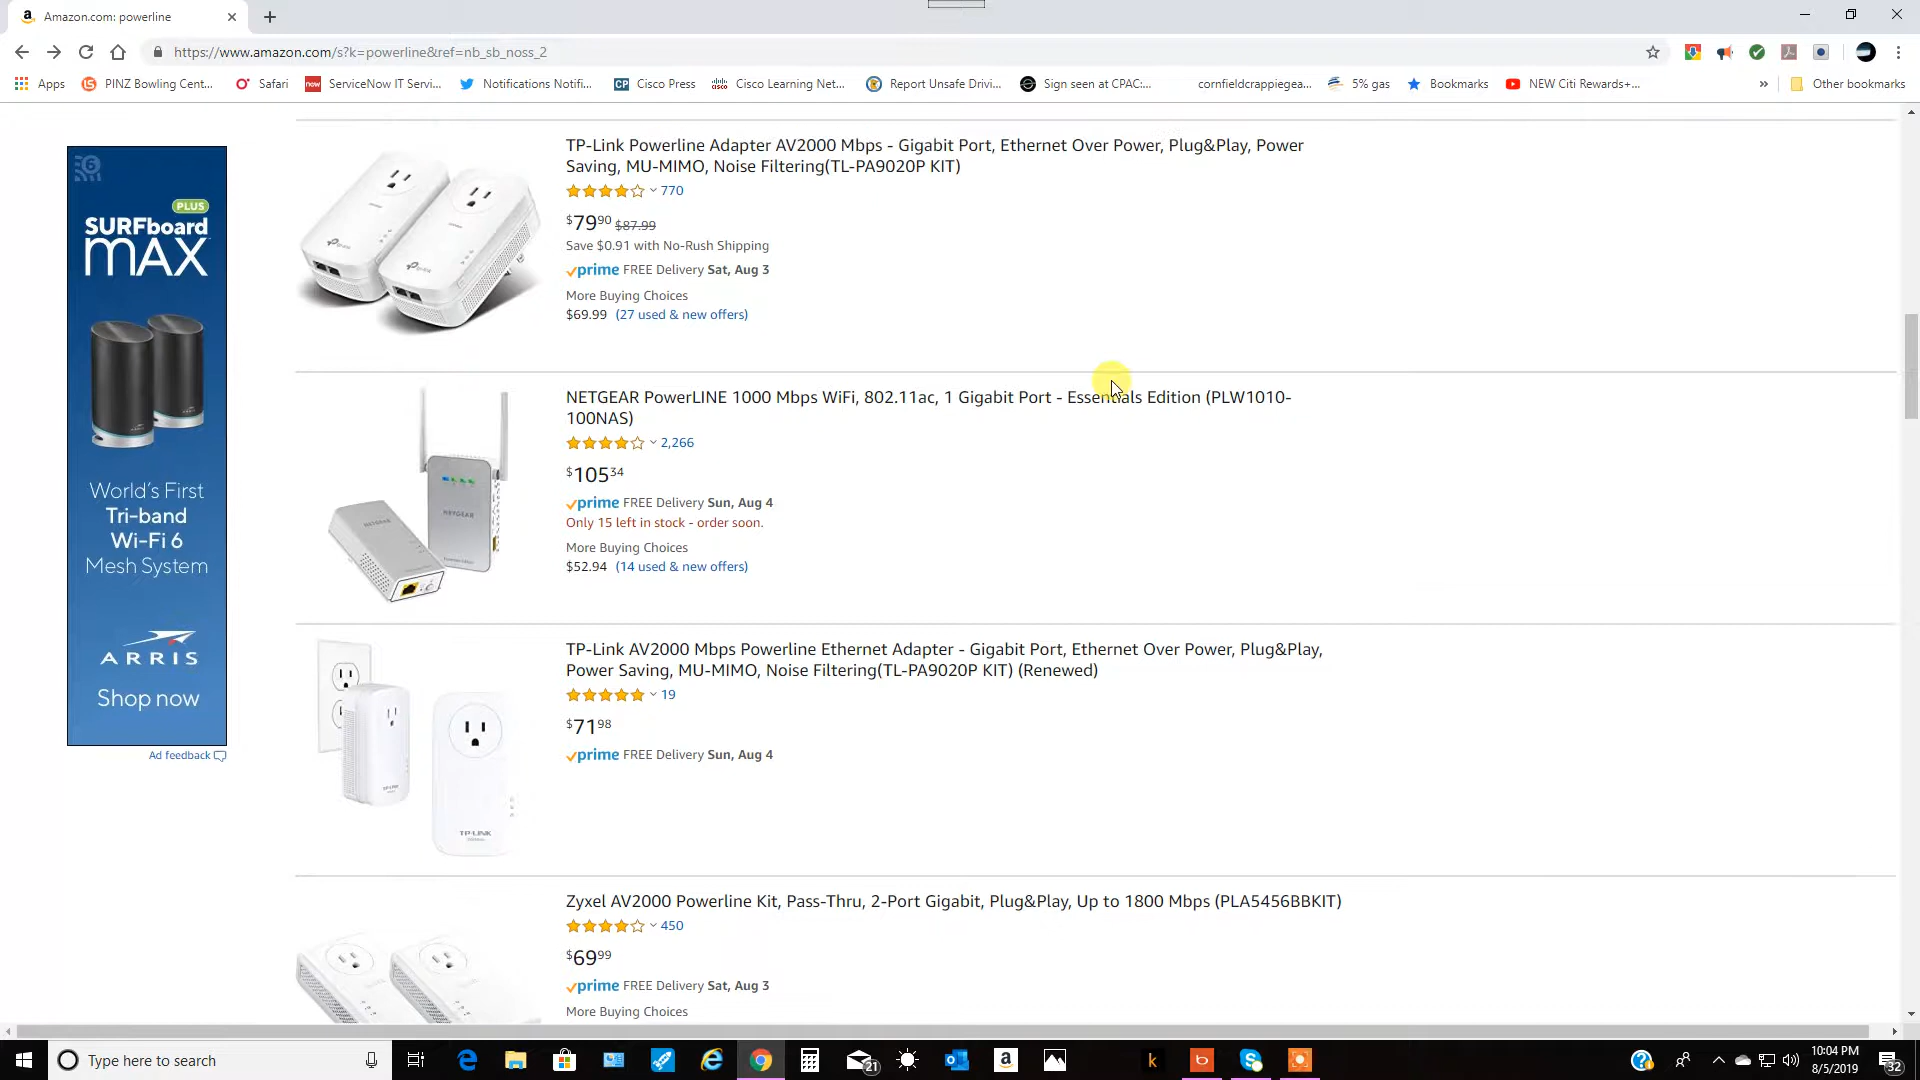 Amazon.com: powerline
https://www.amazon.com/s?k=powerline&ref=nb_sb_noss_2
Apps PINZ Bowling Cent... Safari ServiceNow IT Servi... Notifications Notifi... Cisco Press Cisco Learning Net... Report Unsafe Drivi... Sign seen at CPAC:... cornfieldcrappiegea... 5% gas Bookmarks NEW Citi Rewards+... » Other bookmarks
6
PLUS
SURFboard
mAX
World's First
Tri-band
Wi-Fi 6
Mesh System
ARRIS
Shop now
Ad feedback
TP-Link Powerline Adapter AV2000 Mbps - Gigabit Port, Ethernet Over Power, Plug&Play, Power
Saving, MU-MIMO, Noise Filtering(TL-PA9020P KIT)
770
$79 90 $87.99
Save $0.91 with No-Rush Shipping
prime FREE Delivery Sat, Aug 3
More Buying Choices
$69.99 (27 used & new offers)
NETGEAR PowerLINE 1000 Mbps WiFi, 802.11ac, 1 Gigabit Port - Essentials Edition (PLW1010-
100NAS)
2,266
$105 34
prime FREE Delivery Sun, Aug 4
Only 15 left in stock - order soon.
More Buying Choices
$52.94 (14 used & new offers)
NETGEAR
NETGEAR
TP-Link AV2000 Mbps Powerline Ethernet Adapter - Gigabit Port, Ethernet Over Power, Plug&Play,
Power Saving, MU-MIMO, Noise Filtering(TL-PA9020P KIT) (Renewed)
19
$71 98
prime FREE Delivery Sun, Aug 4
TP-LINK
TP-LINK
Zyxel AV2000 Powerline Kit, Pass-Thru, 2-Port Gigabit, Plug&Play, Up to 1800 Mbps (PLA5456BBKIT)
450
$69 99
prime FREE Delivery Sat, Aug 3
More Buying Choices
Type here to search
21
10:04 PM
8/5/2019
32